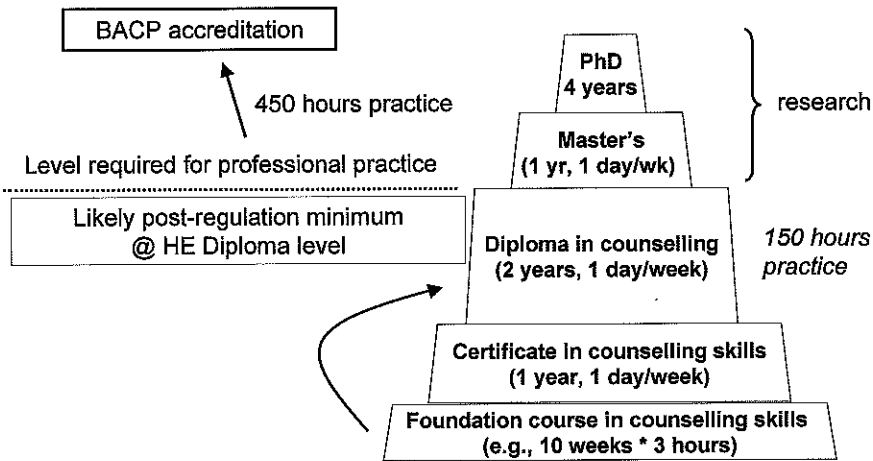 BACP accreditation
450 hours practice
Level required for professional practice
Likely post-regulation minimum
@ HE Diploma level
PhD
4 years
Master's
(1 yr, 1 day/wk)
research
Diploma in counselling
(2 years, 1 day/week)
150 hours
practice
Certificate in counselling skills
(1 year, 1 day/week)
Foundation course in counselling skills
(e.g., 10 weeks * 3 hours)